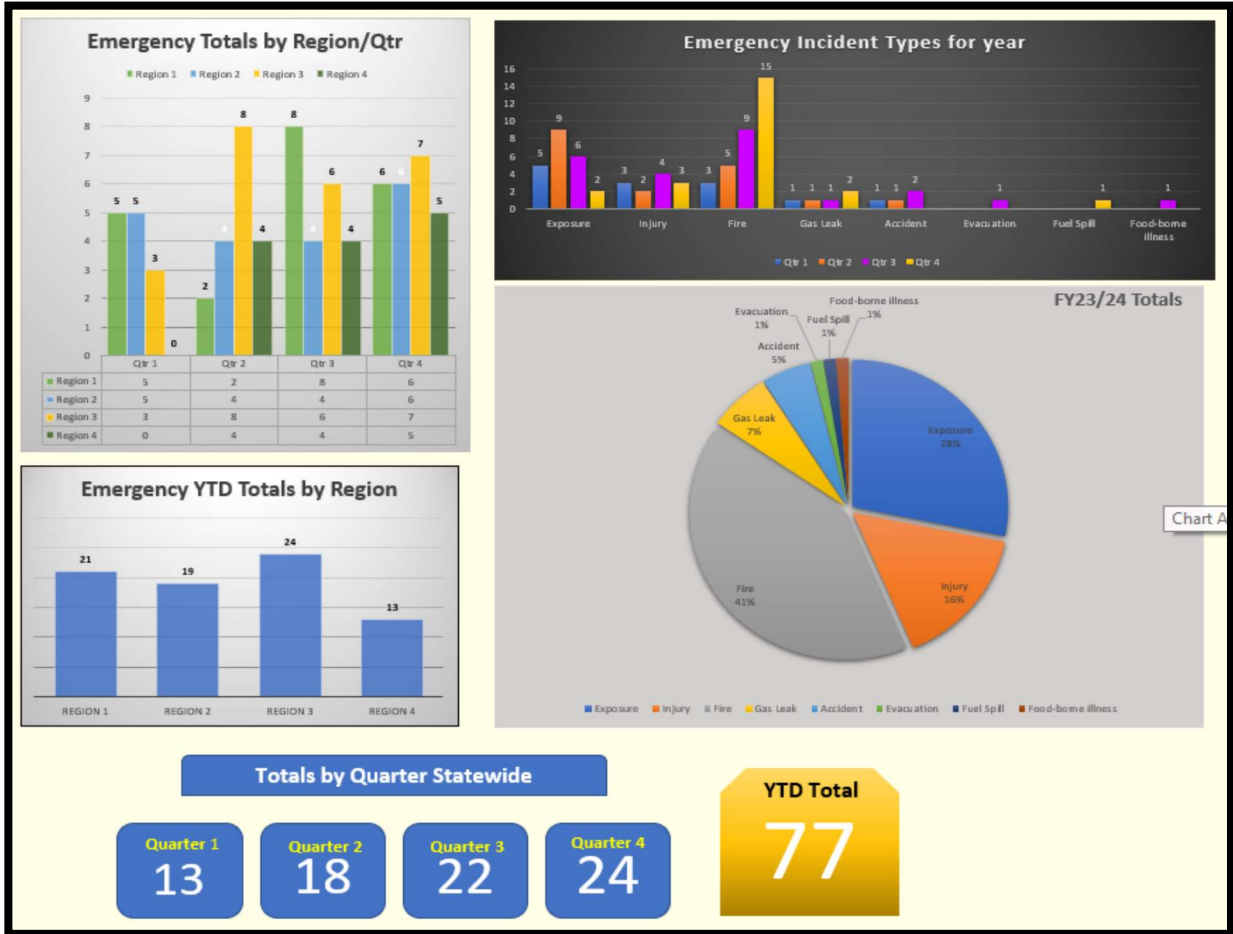 Emergency Totals by Region/Qtr
Region 1 Region 2 Region 3 Region 4
9
8
7
6
5
4
3
2
1
0
5 5 3 0
2 4 8 4
8 4 6 4
6 6 7 5
Qtr 1 Qtr 2 Qtr 3 Qtr 4
Region 1 5 2 8 6
Region 2 5 4 4 6
Region 3 3 8 6 7
Region 4 0 4 4 5
Emergency Incident Types for year
16
14
12
10
8
6
4
2
0
5 9 6 2
3 2 4 3
3 5 9 15
1 1 1 2
1 1 2
1
1
1
Exposure Injury Fire Gas Leak Accident Evacuation Fuel Spill Food-borne
illness
Qtr 1 Qtr 2 Qtr 3 Qtr 4
FY23/24 Totals
Food-borne illness
1%
Evacuation
1%
Fuel Spill
1%
Accident
5%
Gas Leak
7%
Exposure
28%
Fire
41%
Injury
16%
Exposure Injury Fire Gas Leak Accident Evacuation Fuel Spill Food-borne illness
Chart A
Emergency YTD Totals by Region
21 19 24 13
REGION 1 REGION 2 REGION 3 REGION 4
Totals by Quarter Statewide
Quarter 1
13
Quarter 2
18
Quarter 3
22
Quarter 4
24
YTD Total
77